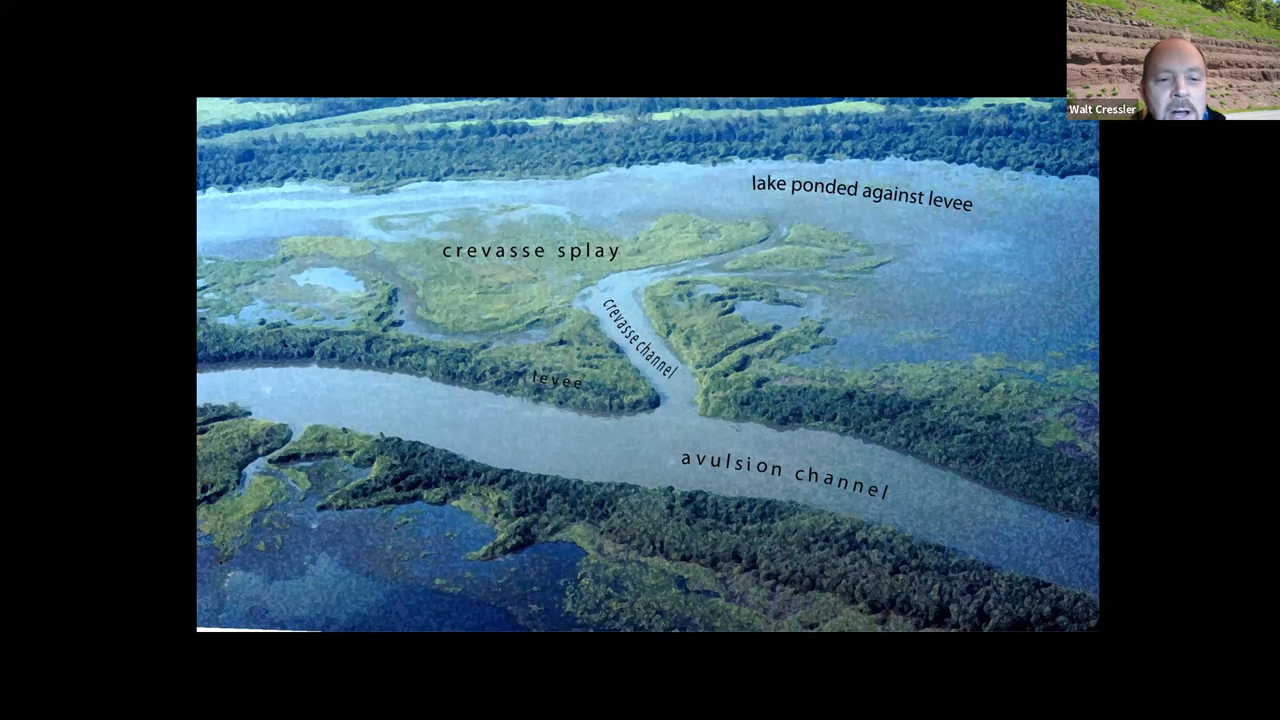 Walt Cressler
lake ponded against levee
crevasse splay
crevasse channel
levee
avulsion channel